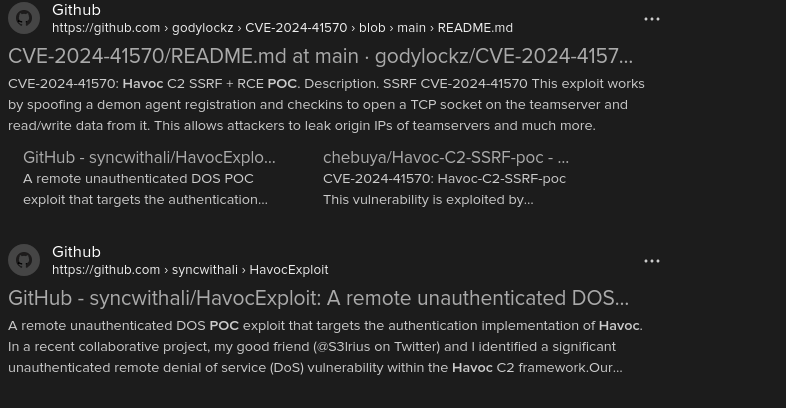 Github
https://github.com › godylockz › CVE-2024-41570 › blob › main › README.md
CVE-2024-41570/README.md at main · godylockz/CVE-2024-4157...
CVE-2024-41570: Havoc C2 SSRF + RCE POC. Description. SSRF CVE-2024-41570 This exploit works
by spoofing a demon agent registration and checkins to open a TCP socket on the teamserver and
read/write data from it. This allows attackers to leak origin IPs of teamservers and much more.
GitHub - syncwithali/HavocExplo...
A remote unauthenticated DOS POC
exploit that targets the authentication...
chebuya/Havoc-C2-SSRF-poc - ...
CVE-2024-41570: Havoc-C2-SSRF-poc
This vulnerability is exploited by...
Github
https://github.com › syncwithali › HavocExploit
GitHub - syncwithali/HavocExploit: A remote unauthenticated DOS...
A remote unauthenticated DOS POC exploit that targets the authentication implementation of Havoc.
In a recent collaborative project, my good friend (@S3lrius on Twitter) and I identified a significant
unauthenticated remote denial of service (DoS) vulnerability within the Havoc C2 framework.Our...